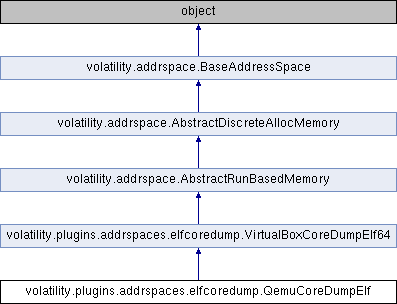 object
volatility.addrspace.BaseAddressSpace
volatility.addrspace.AbstractDiscreteAllocMemory
volatility.addrspace.AbstractRunBasedMemory
volatility.plugins.addrspaces.elfcoredump.VirtualBoxCoreDumpElf64
volatility.plugins.addrspaces.elfcoredump.QemuCoreDumpElf